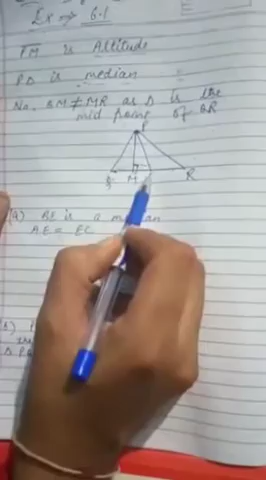 Ex => 6.1
PM is Altitude
PD is median
No, QM ≠ MR as D is the
mid point of QR
P
M
R
(a) BE is a median
AE = EC